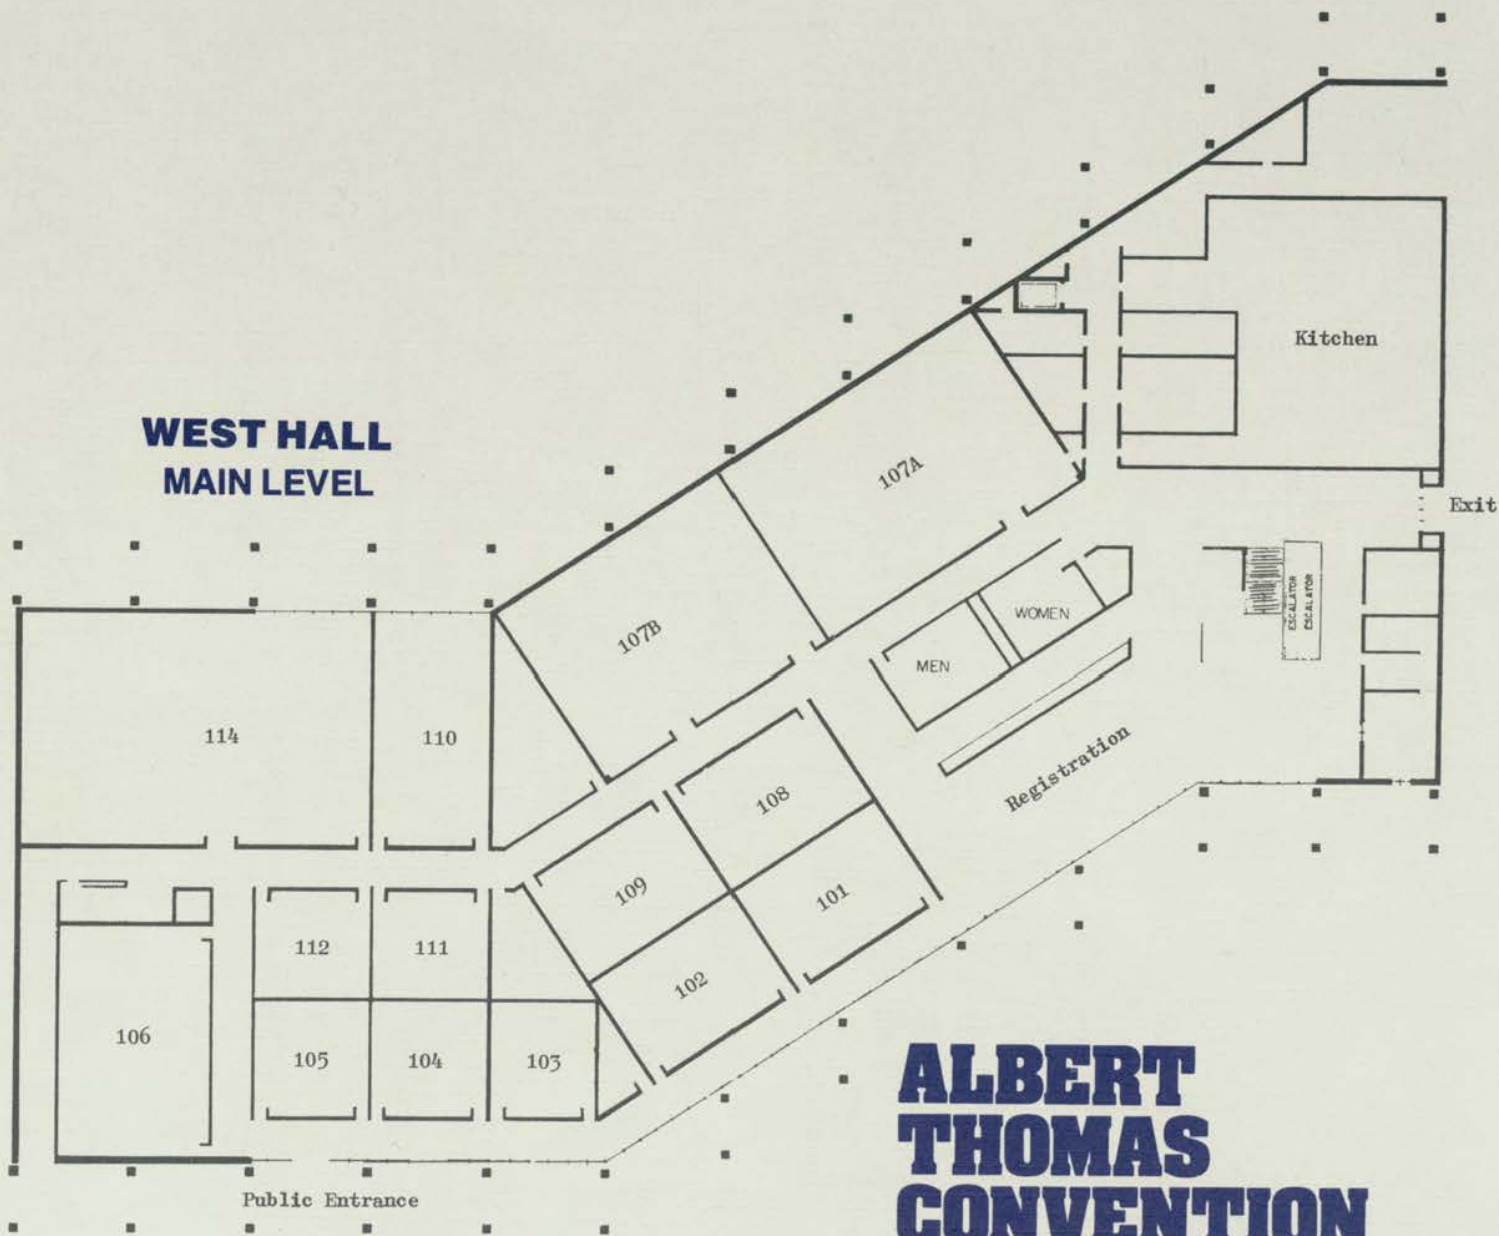 WEST HALL
MAIN LEVEL
Kitchen
Exit
107A
107B
WOMEN
MEN
ESCALATOR
ESCALATOR
Registration
114
110
108
109
101
102
112
111
106
105
104
103
Public Entrance
ALBERT
THOMAS
CONVENTION